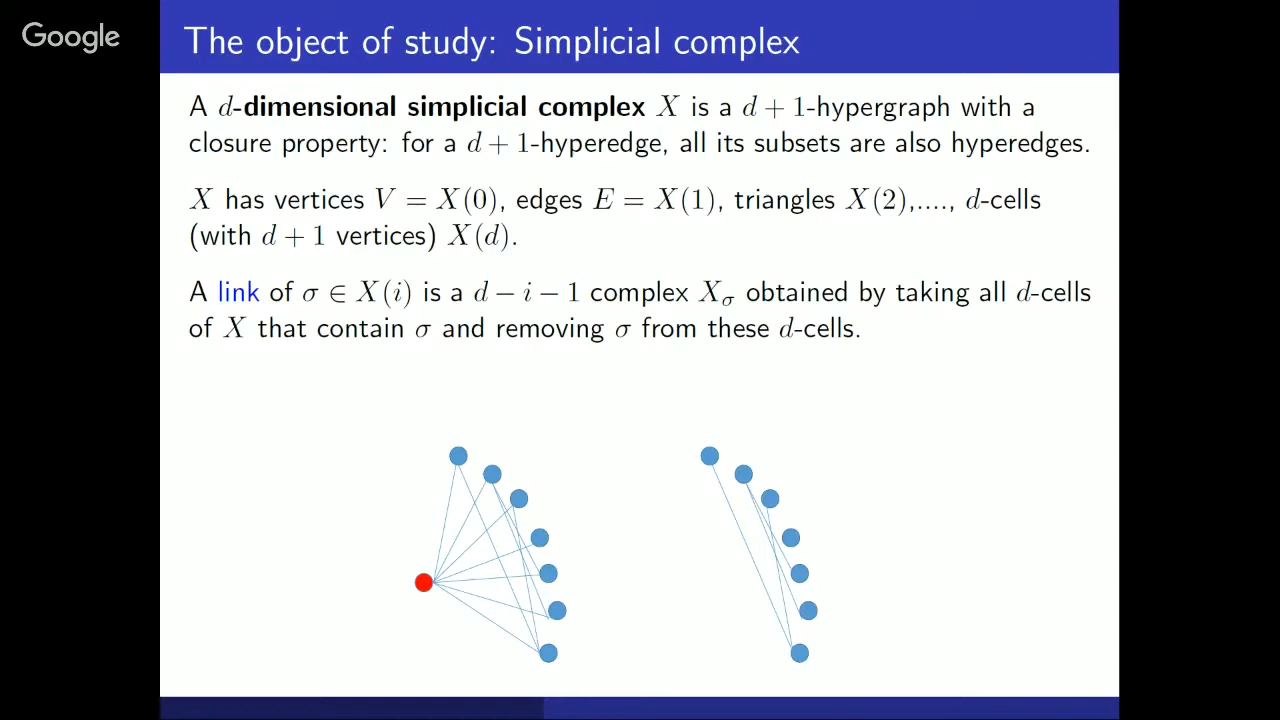 Google
The object of study: Simplicial complex
A d-dimensional simplicial complex X is a d + 1-hypergraph with a
closure property: for a d + 1-hyperedge, all its subsets are also hyperedges.
X has vertices V = X(0), edges E = X(1), triangles X(2),...., d-cells
(with d + 1 vertices) X(d).
A link of σ ∈ X(i) is a d − i − 1 complex X_σ obtained by taking all d-cells
of X that contain σ and removing σ from these d-cells.